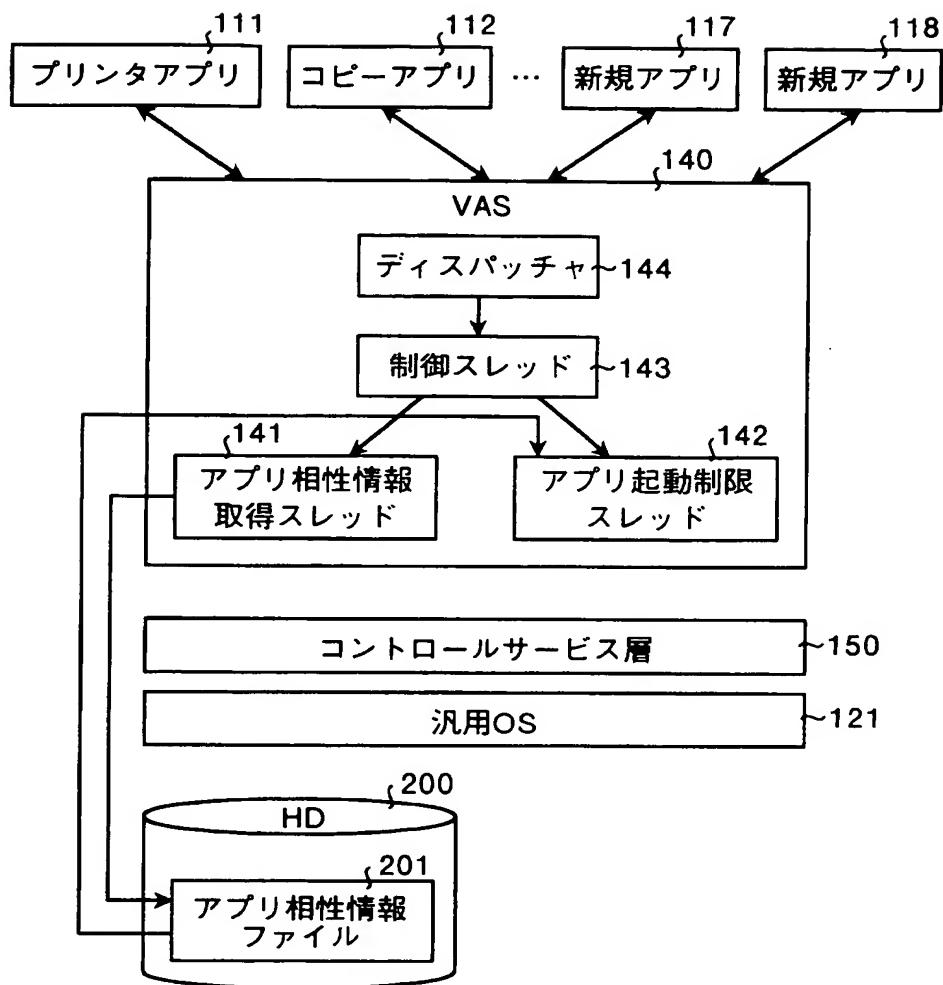 111
112
117
118
プリンタアプリ
コピーアプリ
…
新規アプリ
新規アプリ
140
VAS
ディスパッチャ
144
制御スレッド
143
141
142
アプリ相性情報
取得スレッド
アプリ起動制限
スレッド
コントロールサービス層
150
汎用OS
121
200
HD
201
アプリ相性情報
ファイル